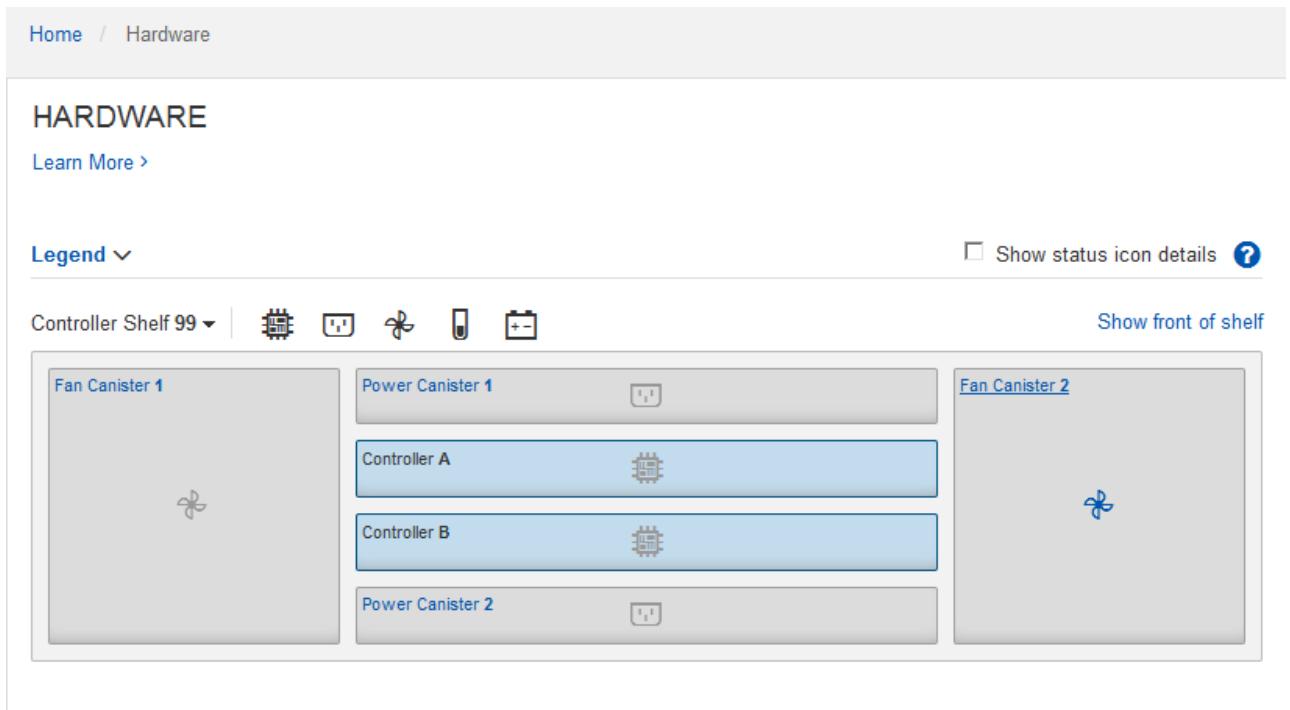 Home / Hardware
HARDWARE
Learn More >
Legend
Show status icon details ?
Controller Shelf 99
Show front of shelf
Fan Canister 1
Power Canister 1
Fan Canister 2
Controller A
Controller B
Power Canister 2